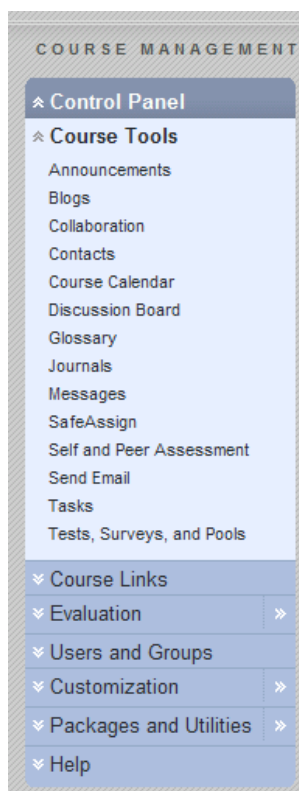 COURSE MANAGEMENT
Control Panel
Course Tools
Announcements
Blogs
Collaboration
Contacts
Course Calendar
Discussion Board
Glossary
Journals
Messages
SafeAssign
Self and Peer Assessment
Send Email
Tasks
Tests, Surveys, and Pools
Course Links
Evaluation
Users and Groups
Customization
Packages and Utilities
Help